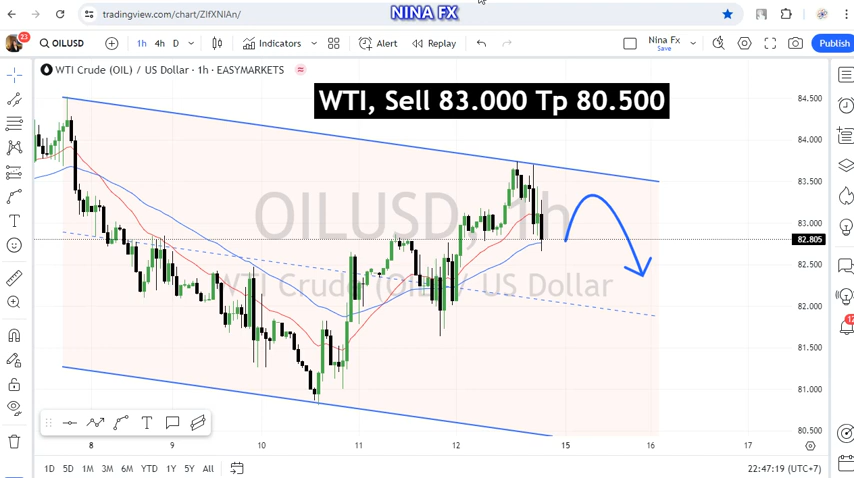 NINA FX
tradingview.com/chart/ZIfXNIAn/
23
OILUSD
1h 4h D
Indicators
Alert
Replay
Nina Fx
Save
Publish
WTI Crude (OIL) / US Dollar · 1h · EASYMARKETS
WTI, Sell 83.000 Tp 80.500
OILUSD, 1h
WTI Crude (OIL) / US Dollar
84.500
84.000
83.500
83.000
82.805
82.500
82.000
81.500
81.000
80.500
12
8 9 10 11 12 15 16 17
1D 5D 1M 3M 6M YTD 1Y 5Y All
22:47:19 (UTC+7)